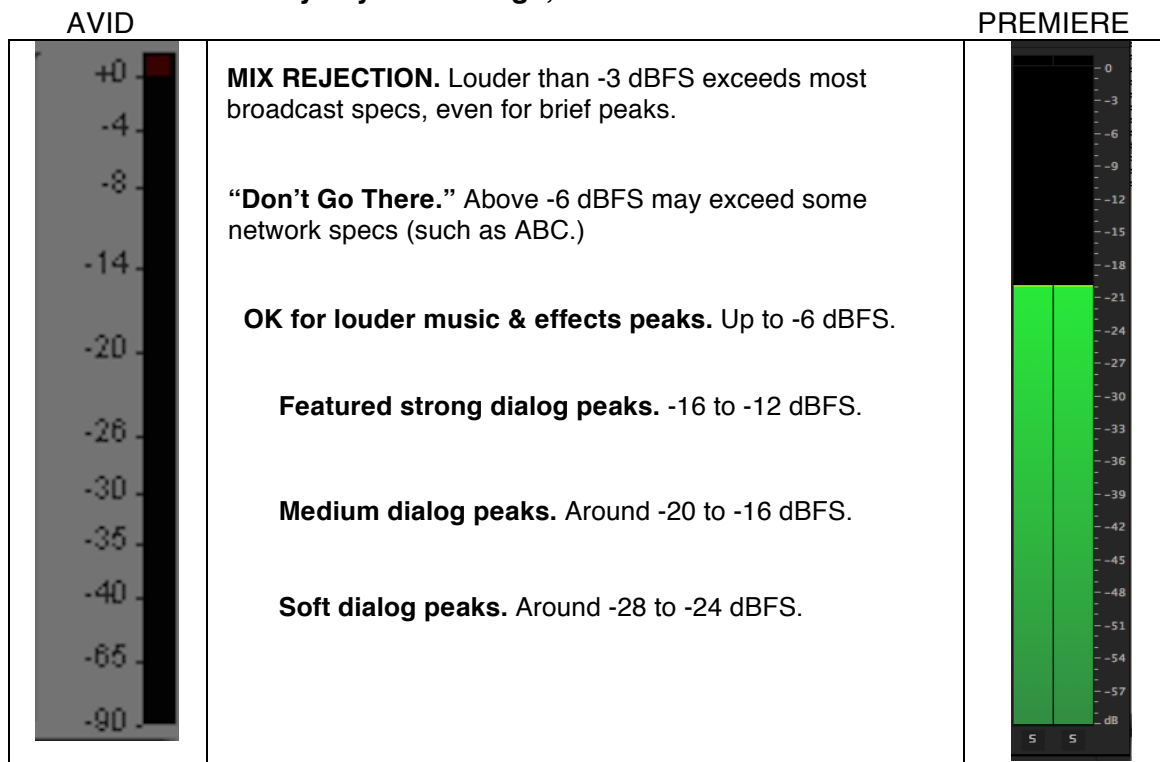 AVID
PREMIERE
+0
-4
-8
-14
-20
-26
-30
-35
-40
-65
-90
MIX REJECTION. Louder than -3 dBFS exceeds most
broadcast specs, even for brief peaks.
“Don’t Go There.” Above -6 dBFS may exceed some
network specs (such as ABC.)
OK for louder music & effects peaks. Up to -6 dBFS.
Featured strong dialog peaks. -16 to -12 dBFS.
Medium dialog peaks. Around -20 to -16 dBFS.
Soft dialog peaks. Around -28 to -24 dBFS.
0
-3
-6
-9
-12
-15
-18
-21
-24
-27
-30
-33
-36
-39
-42
-45
-48
-51
-54
-57
dB
S S